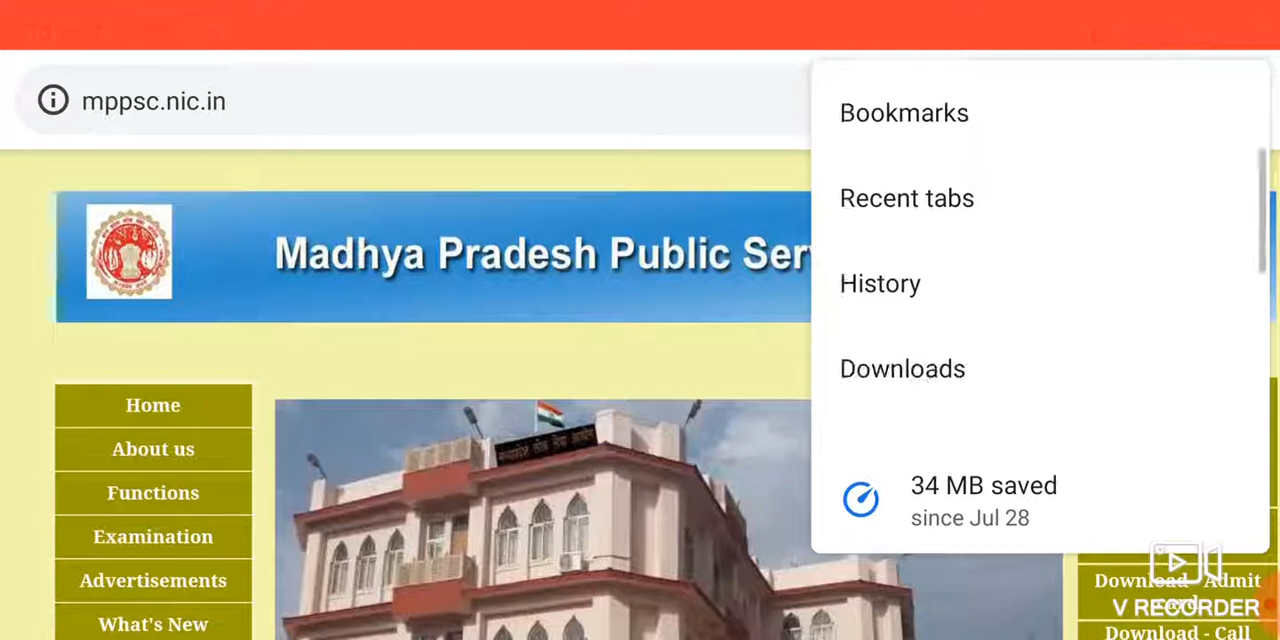 mppsc.nic.in
Bookmarks
Recent tabs
History
Downloads
34 MB saved
since Jul 28
Madhya Pradesh Public Ser
Home
About us
Functions
Examination
Advertisements
What's New
Download - Admit
card
Download - Call
V RECORDER